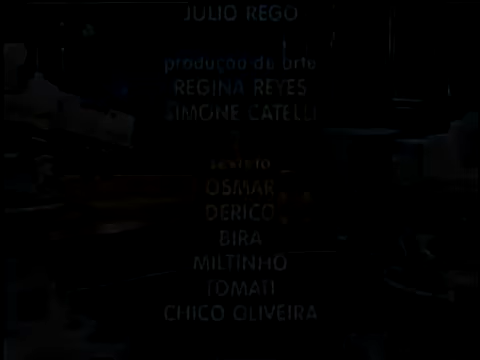 JULIO REGO
produção de arte
REGINA REYES
SIMONE CATELLI
OSMAR
DERICO
BIRA
MILTINHO
TOMATI
CHICO OLIVEIRA